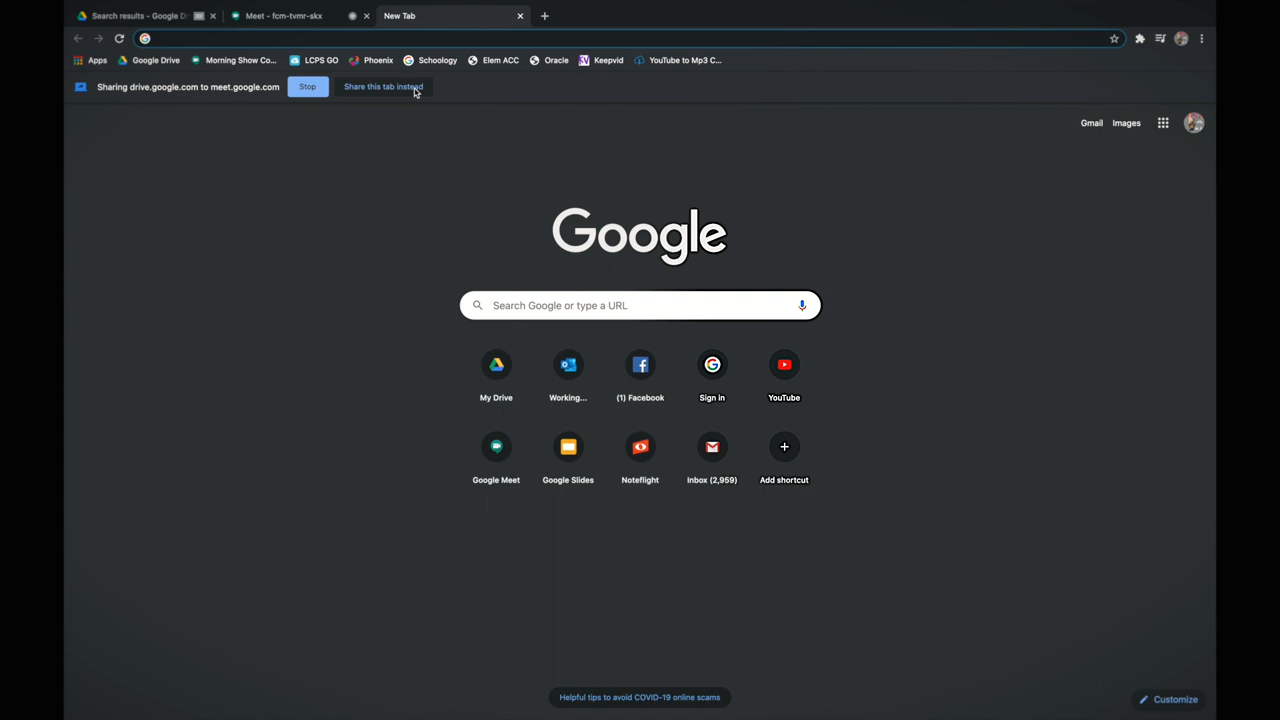 Search results - Google D
Meet - fcm-tvmr-skx
New Tab
Apps
Google Drive
Morning Show Co...
LCPS GO
Phoenix
Schoology
Elem ACC
Oracle
Keepvid
YouTube to Mp3 C...
Sharing drive.google.com to meet.google.com
Stop
Share this tab instead
Gmail
Images
Google
Search Google or type a URL
My Drive
Working...
(1) Facebook
Sign in
YouTube
Google Meet
Google Slides
Noteflight
Inbox (2,959)
Add shortcut
Helpful tips to avoid COVID-19 online scams
Customize